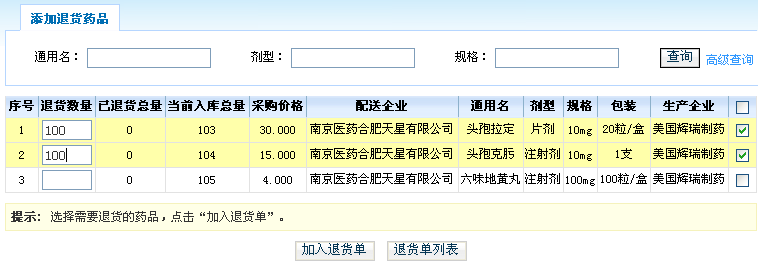 添加退货药品
通用名： 剂型： 规格： 查询 高级查询
序号 退货数量 已退货总量 当前入库总量 采购价格 配送企业 通用名 剂型 规格 包装 生产企业
1 100 0 103 30.000 南京医药合肥天星有限公司 头孢拉定 片剂 10mg 20粒/盒 美国辉瑞制药
2 100 0 104 15.000 南京医药合肥天星有限公司 头孢克肟 注射剂 10mg 1支 美国辉瑞制药
3 0 105 4.000 南京医药合肥天星有限公司 六味地黄丸 注射剂 100mg 100粒/盒 美国辉瑞制药
提示: 选择需要退货的药品，点击“加入退货单”。
加入退货单 退货单列表